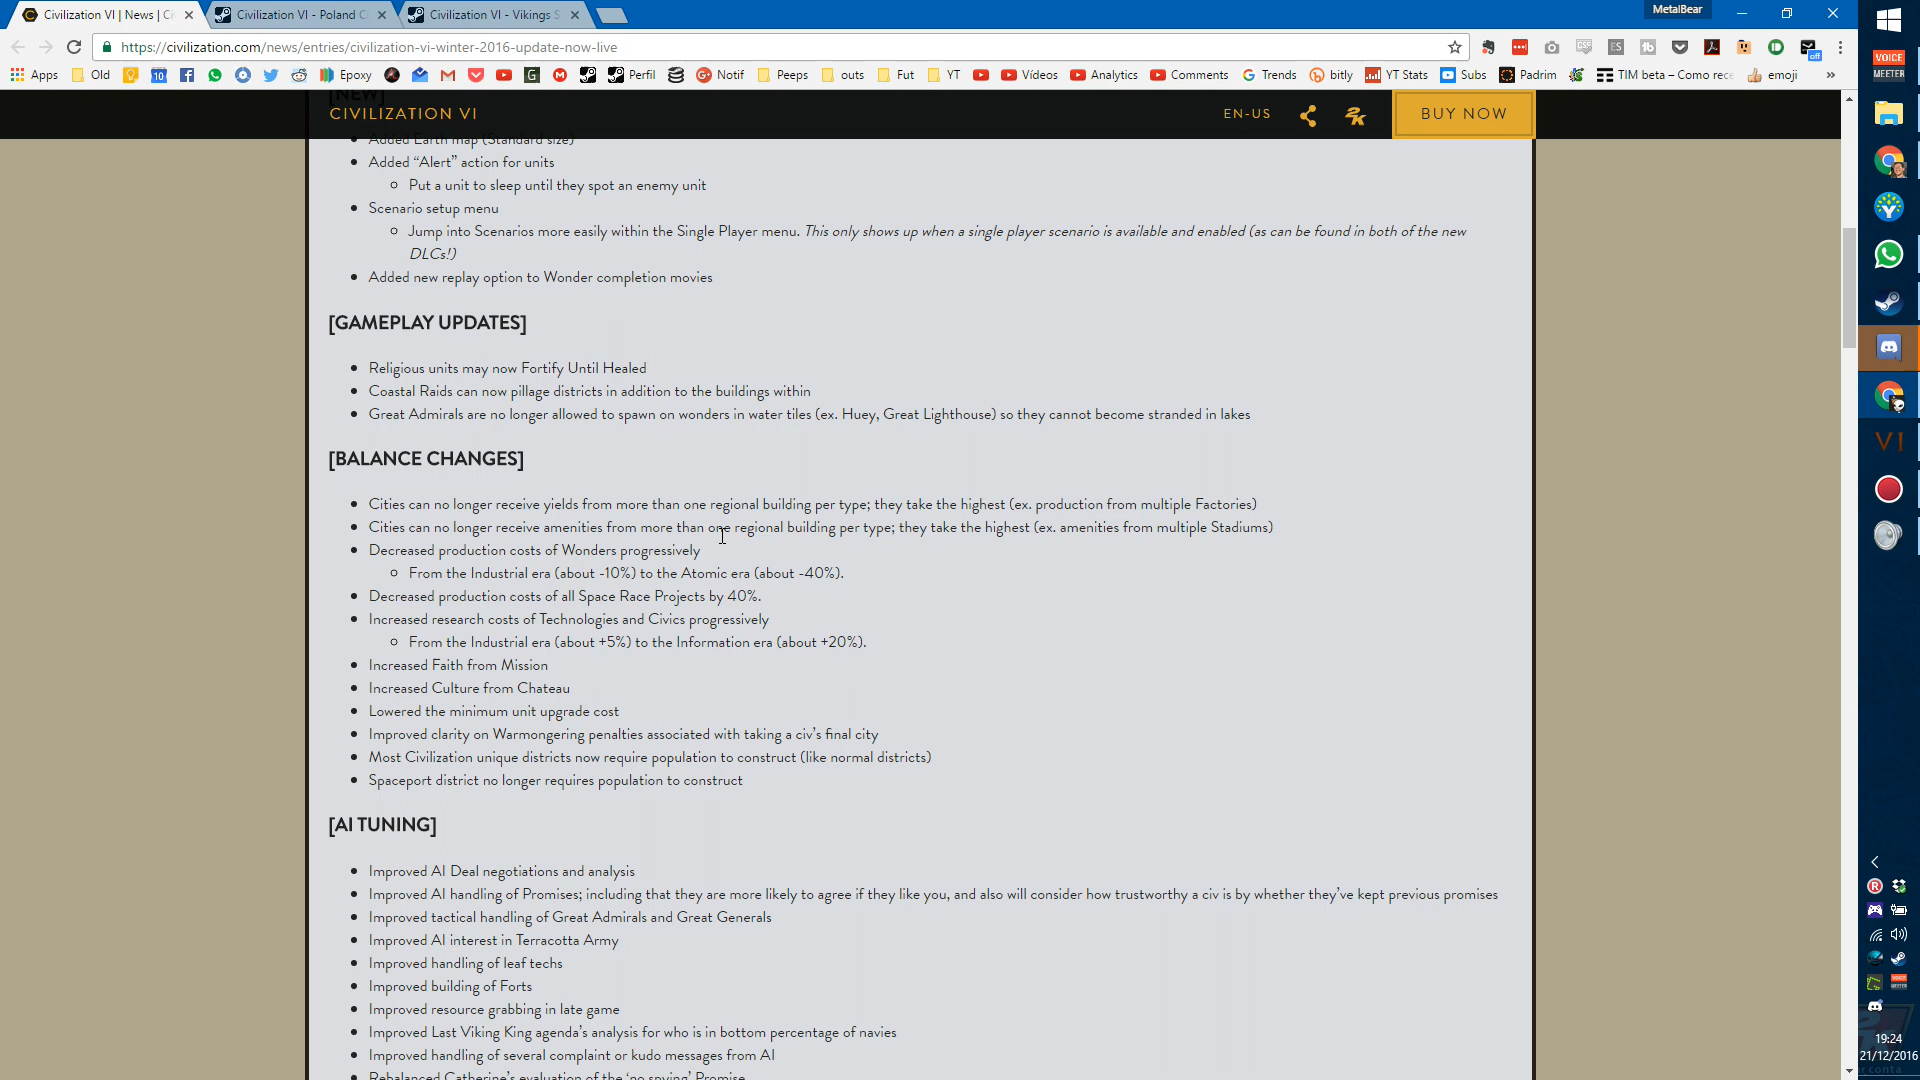 Civilization VI | News | Ci
Civilization VI - Poland C
Civilization VI - Vikings S
MetalBear
https://civilization.com/news/entries/civilization-vi-winter-2016-update-now-live
Apps
Old
10
Epoxy
G
Perfil
Notif
Peeps
outs
Fut
YT
Vídeos
Analytics
Comments
Trends
bitly
YT Stats
Subs
Padrim
TIM beta – Como rece
emoji
»
VOICE
MEETER
[NEW]
CIVILIZATION VI
EN-US
BUY NOW
• Added Earth map (Standard size)
• Added “Alert” action for units
Put a unit to sleep until they spot an enemy unit
• Scenario setup menu
Jump into Scenarios more easily within the Single Player menu. This only shows up when a single player scenario is available and enabled (as can be found in both of the new
DLCs!)
• Added new replay option to Wonder completion movies
[GAMEPLAY UPDATES]
• Religious units may now Fortify Until Healed
• Coastal Raids can now pillage districts in addition to the buildings within
• Great Admirals are no longer allowed to spawn on wonders in water tiles (ex. Huey, Great Lighthouse) so they cannot become stranded in lakes
[BALANCE CHANGES]
• Cities can no longer receive yields from more than one regional building per type; they take the highest (ex. production from multiple Factories)
• Cities can no longer receive amenities from more than one regional building per type; they take the highest (ex. amenities from multiple Stadiums)
• Decreased production costs of Wonders progressively
From the Industrial era (about -10%) to the Atomic era (about -40%).
• Decreased production costs of all Space Race Projects by 40%.
• Increased research costs of Technologies and Civics progressively
From the Industrial era (about +5%) to the Information era (about +20%).
• Increased Faith from Mission
• Increased Culture from Chateau
• Lowered the minimum unit upgrade cost
• Improved clarity on Warmongering penalties associated with taking a civ’s final city
• Most Civilization unique districts now require population to construct (like normal districts)
• Spaceport district no longer requires population to construct
[AI TUNING]
• Improved AI Deal negotiations and analysis
• Improved AI handling of Promises; including that they are more likely to agree if they like you, and also will consider how trustworthy a civ is by whether they’ve kept previous promises
• Improved tactical handling of Great Admirals and Great Generals
• Improved AI interest in Terracotta Army
• Improved handling of leaf techs
• Improved building of Forts
• Improved resource grabbing in late game
• Improved Last Viking King agenda’s analysis for who is in bottom percentage of navies
• Improved handling of several complaint or kudo messages from AI
• Rebalanced Catherine’s evaluation of the ‘no spying’ Promise
VI
19:24
21/12/2016